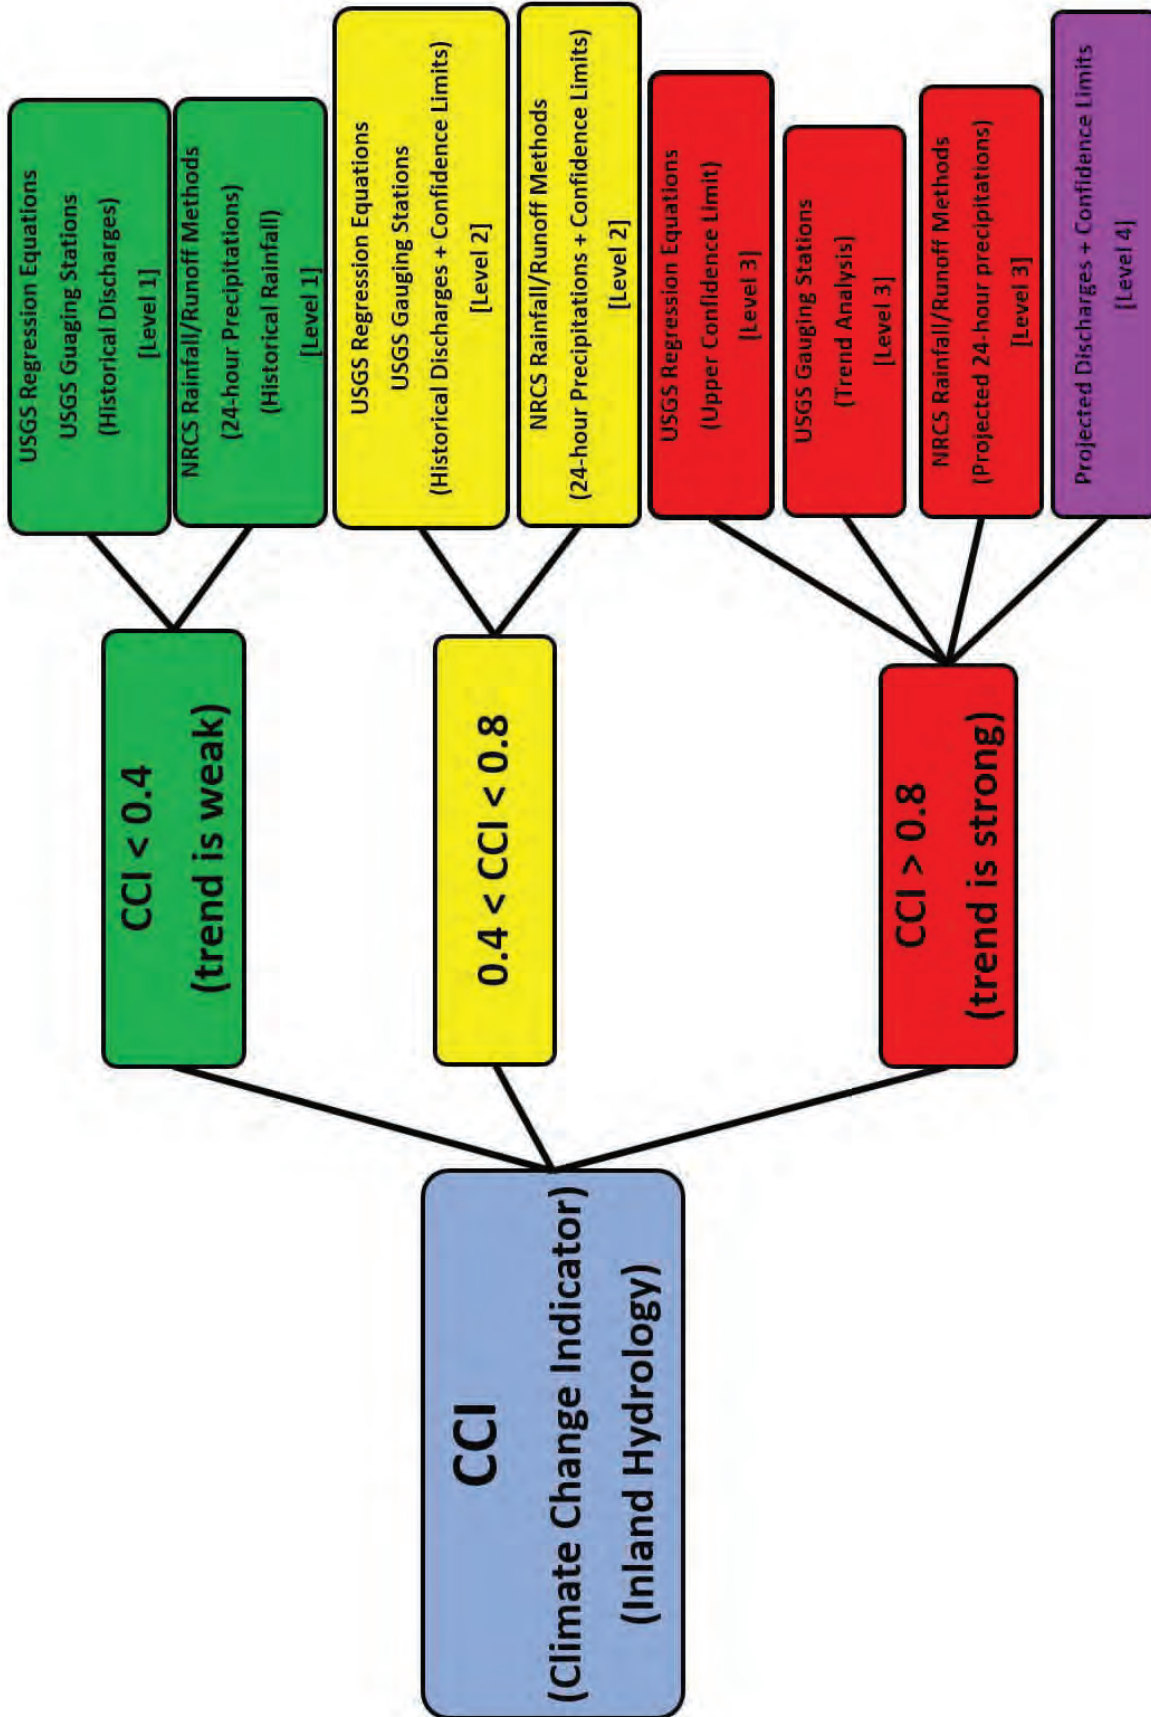 CCI
(Climate Change Indicator)
(Inland Hydrology)
CCI < 0.4
(trend is weak)
0.4 < CCI < 0.8
CCI > 0.8
(trend is strong)
USGS Regression Equations
USGS Guaging Stations
(Historical Discharges)
[Level 1]
NRCS Rainfall/Runoff Methods
(24-hour Precipitations)
(Historical Rainfall)
[Level 1]
USGS Regression Equations
USGS Gauging Stations
(Historical Discharges + Confidence Limits)
[Level 2]
NRCS Rainfall/Runoff Methods
(24-hour Precipitations + Confidence Limits)
[Level 2]
USGS Regression Equations
(Upper Confidence Limit)
[Level 3]
USGS Gauging Stations
(Trend Analysis)
[Level 3]
NRCS Rainfall/Runoff Methods
(Projected 24-hour precipitations)
[Level 3]
Projected Discharges + Confidence Limits
[Level 4]